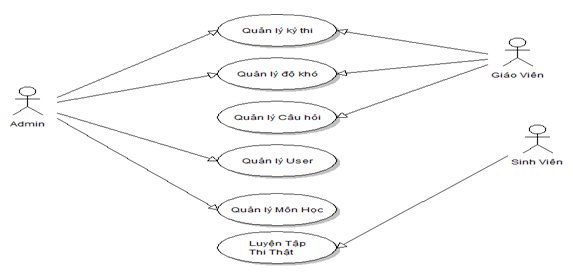 Quản lý kỳ thi
Giáo Viên
Quản lý độ khó
Admin
Quản lý Câu hỏi
Sinh Viên
Quản lý User
Quản lý Môn Học
Luyện Tập
Thi Thật